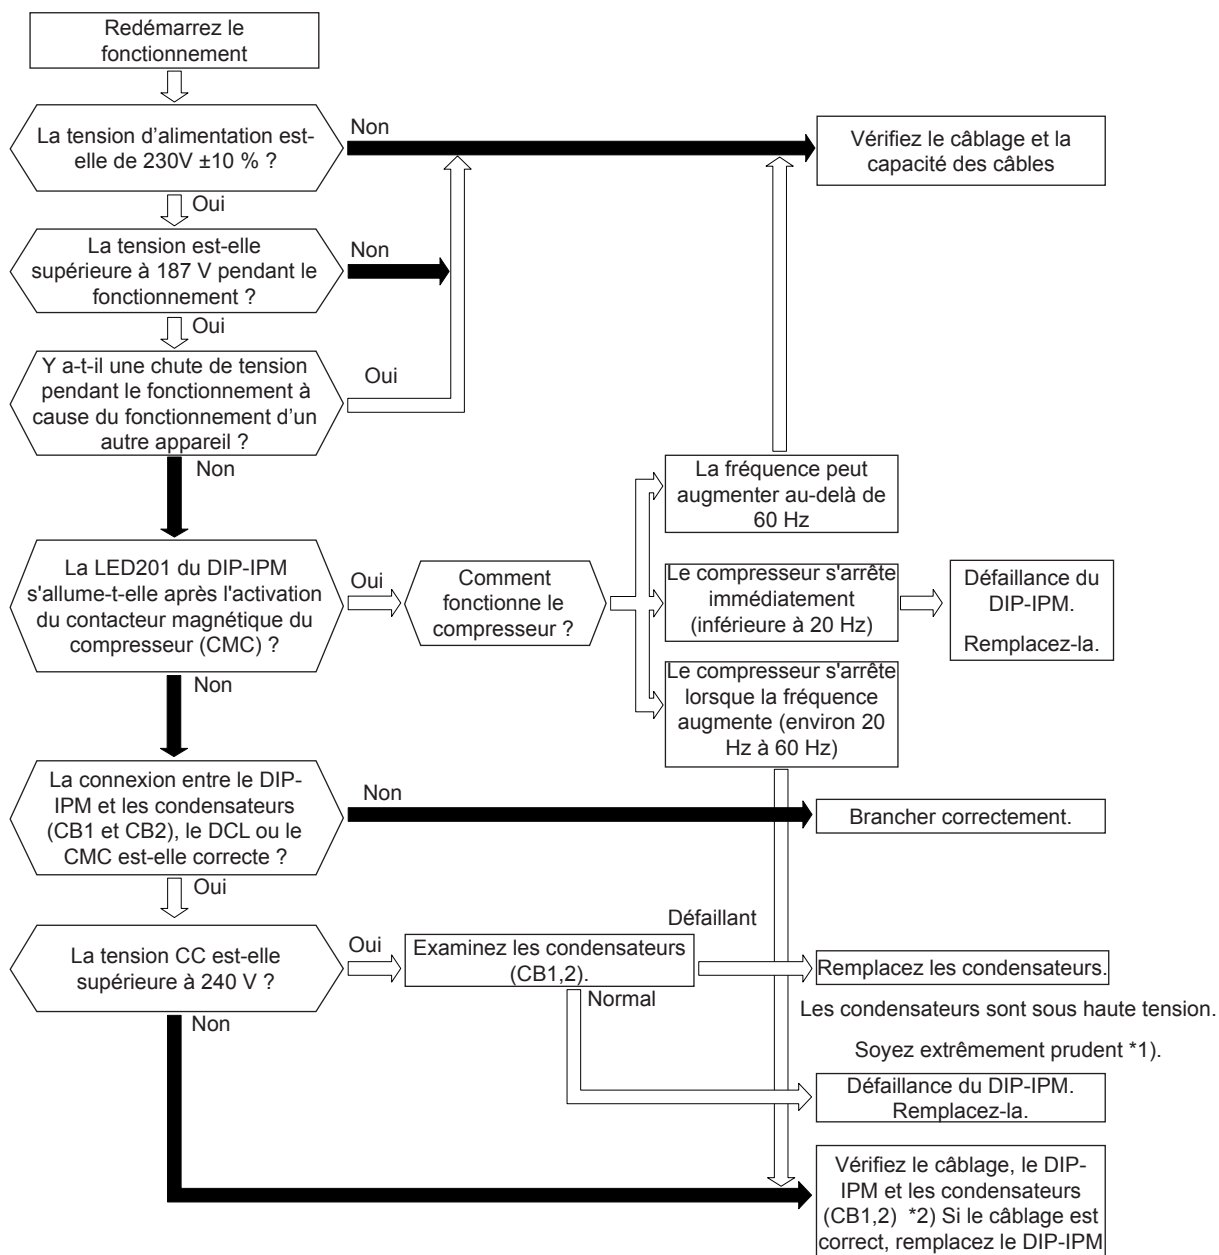 Redémarrez le
fonctionnement
La tension d’alimentation est-
elle de 230V ±10 % ?
Non
Vérifiez le câblage et la
capacité des câbles
Oui
La tension est-elle
supérieure à 187 V pendant le
fonctionnement ?
Non
Oui
Y a-t-il une chute de tension
pendant le fonctionnement à
cause du fonctionnement d’un
autre appareil ?
Oui
Non
La fréquence peut
augmenter au-delà de
60 Hz
La LED201 du DIP-IPM
s'allume-t-elle après l'activation
du contacteur magnétique du
compresseur (CMC) ?
Oui
Comment
fonctionne le
compresseur ?
Le compresseur s'arrête
immédiatement
(inférieure à 20 Hz)
Défaillance du
DIP-IPM.
Remplacez-la.
Le compresseur s'arrête
lorsque la fréquence
augmente (environ 20
Hz à 60 Hz)
Non
La connexion entre le DIP-
IPM et les condensateurs
(CB1 et CB2), le DCL ou le
CMC est-elle correcte ?
Non
Brancher correctement.
Oui
La tension CC est-elle
supérieure à 240 V ?
Oui
Examinez les condensateurs
(CB1,2).
Défaillant
Remplacez les condensateurs.
Les condensateurs sont sous haute tension.
Soyez extrêmement prudent *1).
Normal
Défaillance du DIP-IPM.
Remplacez-la.
Non
Vérifiez le câblage, le DIP-
IPM et les condensateurs
(CB1,2)  *2) Si le câblage est
correct, remplacez le DIP-IPM